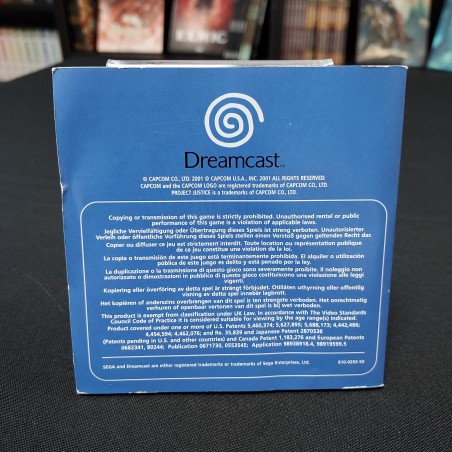 Dreamcast™
© CAPCOM CO., LTD. 2001 © CAPCOM U.S.A., INC. 2001 ALL RIGHTS RESERVED.
CAPCOM and the CAPCOM LOGO are registered trademarks of CAPCOM CO., LTD.
PROJECT JUSTICE is a trademarks of CAPCOM CO., LTD.
Copying or transmission of this game is strictly prohibited. Unauthorised rental or public
performance of this game is a violation of applicable laws.
Jegliche Vervielfältigung oder Übertragung dieses Spiels ist streng verboten. Unautorisierter
Verleih oder öffentliche Vorführung dieses Spiels stellen einen Verstoß gegen geltendes Recht dar.
Copier ou diffuser ce jeu est strictement interdit. Toute location ou représentation publique
de ce jeu constitue une violation de la loi.
La copia o transmisión de este juego está terminantemente prohibida. El alquiler o utilización
pública de este juego es delito y está penado por la ley.
La duplicazione o la trasmissione di questo gioco sono severamente proibite. Il noleggio non
autorizzato o dimostrazioni in pubblico di questo gioco costituiscono una violazione alle leggi
vigenti.
Kopiering eller överföring av detta spel är strängt förbjudet. Otillåten uthyrning eller offentlig
visning av detta spel innebär lagbrott.
Het kopiëren of anderszins overbrengen van dit spel is ten strengste verboden. Het onrechtmatig
verhuren of openbaar vertonen van dit spel is bij wet verboden.
This product is exempt from classification under UK Law. In accordance with The Video Standards
Council Code of Practice it is considered suitable for viewing by the age range(s) indicated.
Product covered under one or more of U.S. Patents 5,460,374; 5,627,895; 5,688,173; 4,442,486;
4,454,594; 4,462,076; and Re. 35,839 and Japanese Patent 2870538
(Patents pending in U.S. and other countries) and Canada Patent 1,183,276 and European Patents
0682341, 80244; Publication 0671730, 0553545; Application 98938918.4, 98919599.5
SEGA and Dreamcast are either registered trademarks or trademarks of Sega Enterprises, Ltd.